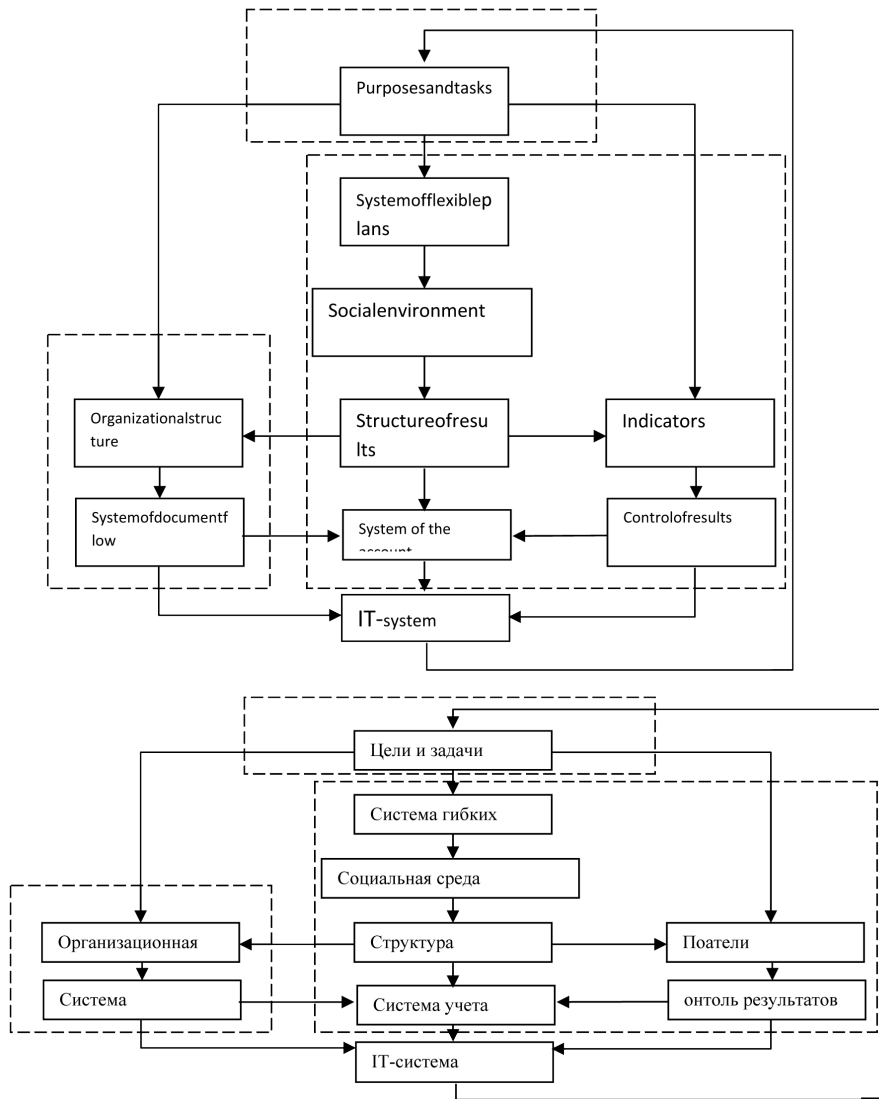 Purposesandtasks
Systemofflexiblep
lans
Socialenvironment
Organizationalstruc
ture
Structureofresu
lts
Indicators
Systemofdocumentf
low
System of the
account
Controlofresults
IT-system
Цели и задачи
Система гибких
Социальная среда
Организационная
Структура
Поатели
Система
Система учета
онтоль результатов
IT-система